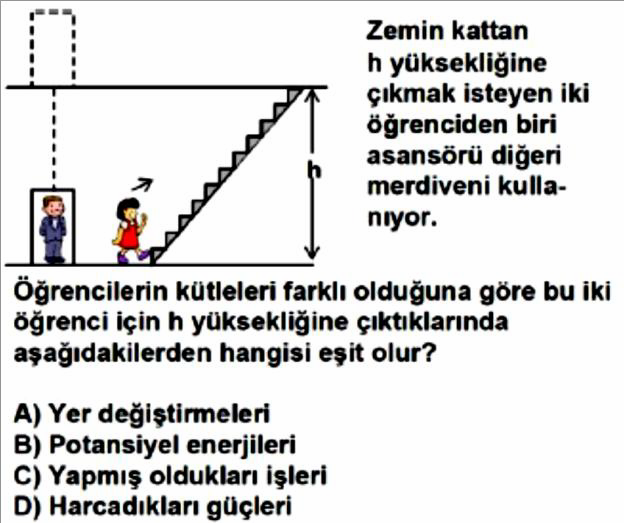 Zemin kattan
h yüksekliğine
çıkmak isteyen iki
öğrenciden biri
asansörü diğeri
merdiveni kulla-
nıyor.
h
Öğrencilerin kütleleri farklı olduğuna göre bu iki
öğrenci için h yüksekliğine çıktıklarında
aşağıdakilerden hangisi eşit olur?
A) Yer değiştirmeleri
B) Potansiyel enerjileri
C) Yapmış oldukları işleri
D) Harcadıkları güçleri